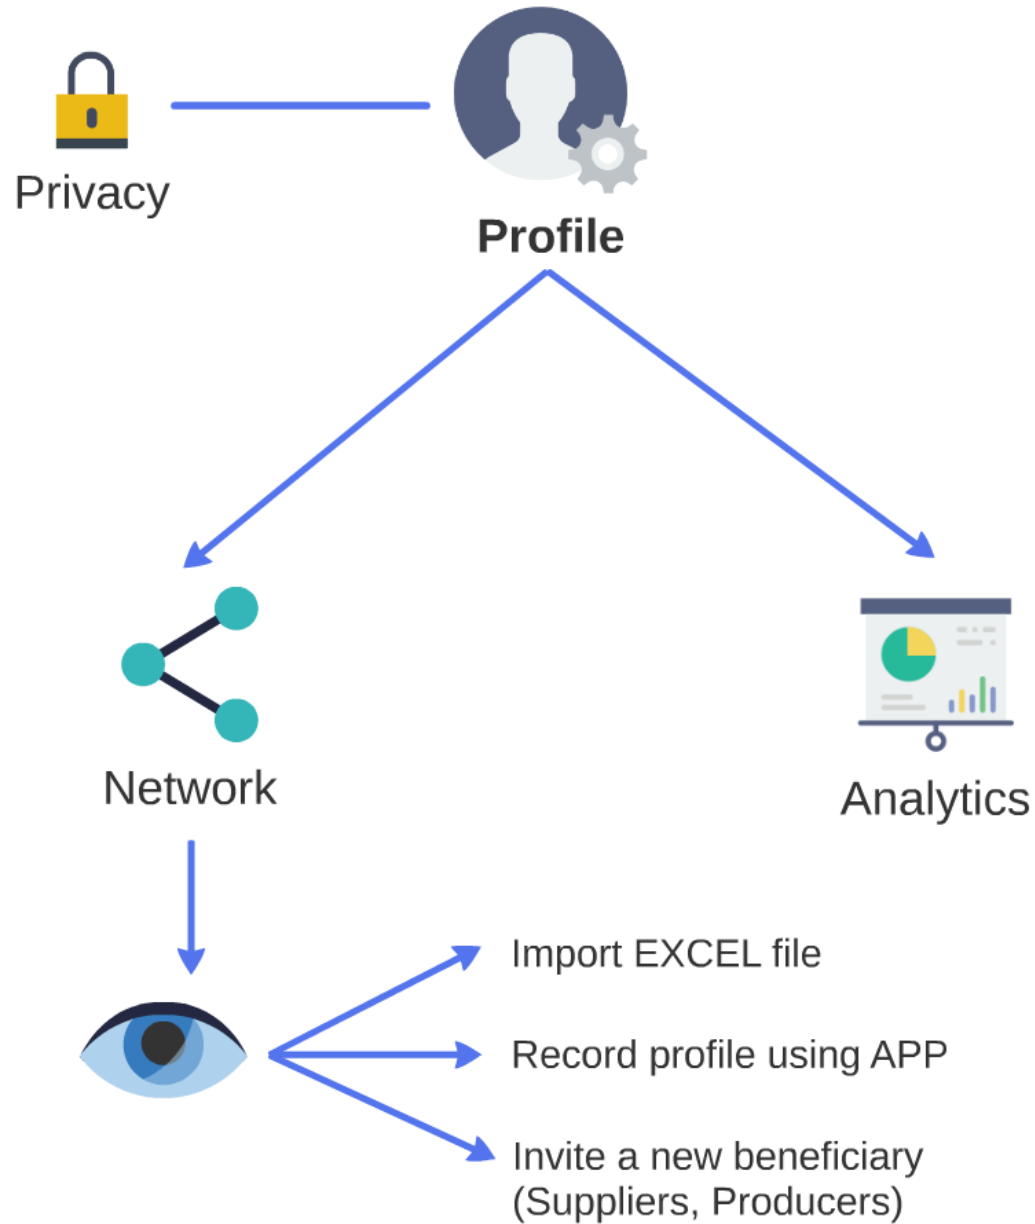 Privacy
Profile
Network
Analytics
Import EXCEL file
Record profile using APP
Invite a new beneficiary
(Suppliers, Producers)